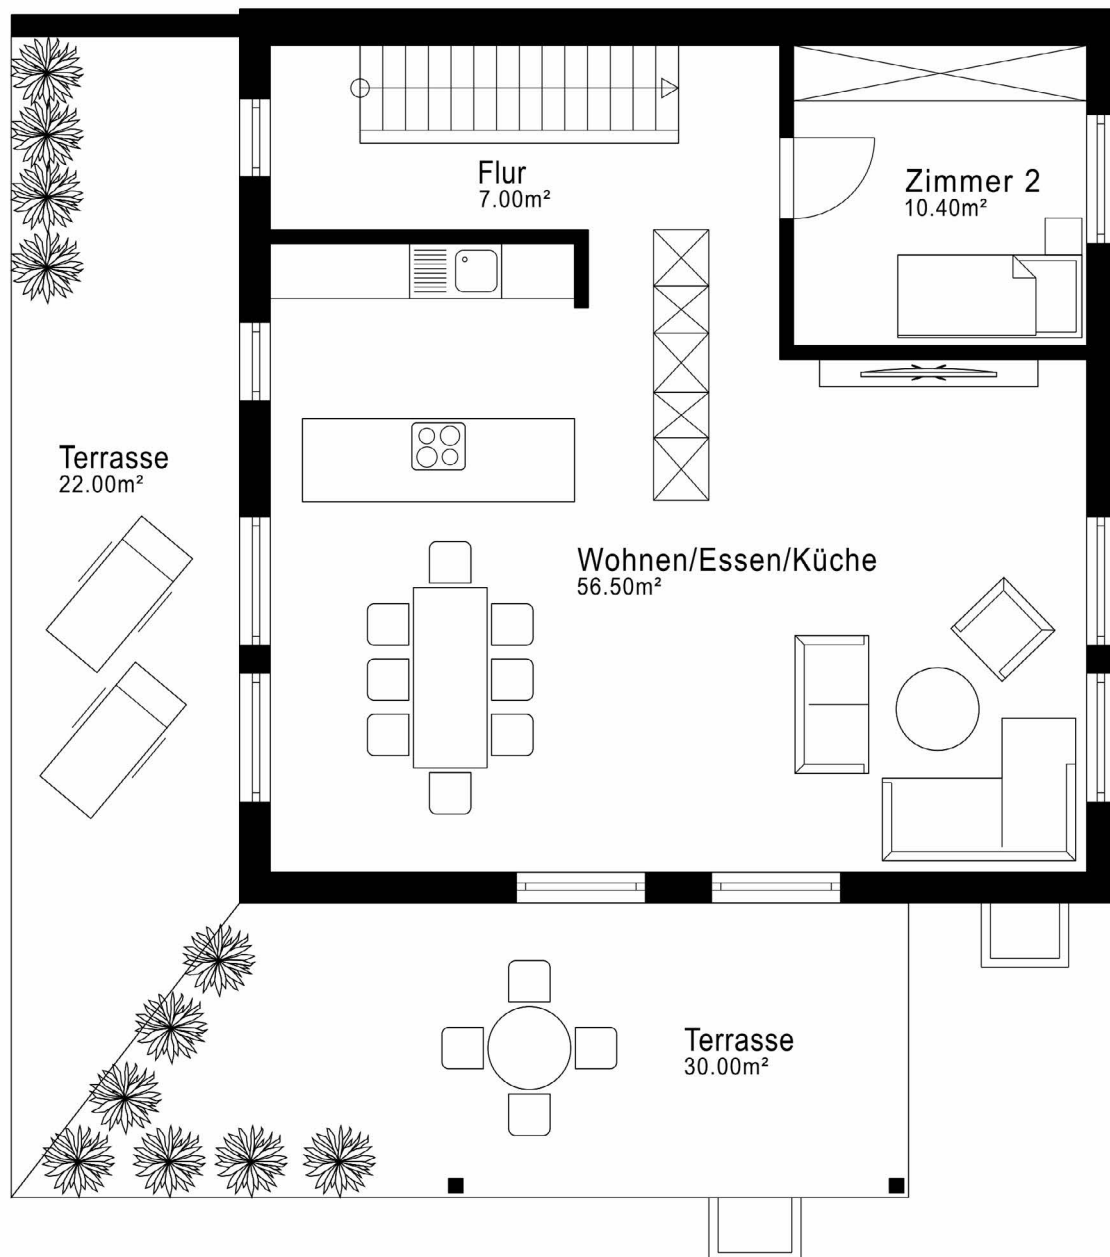 Flur
7.00m²
Zimmer 2
10.40m²
Terrasse
22.00m²
Wohnen/Essen/Küche
56.50m²
Terrasse
30.00m²